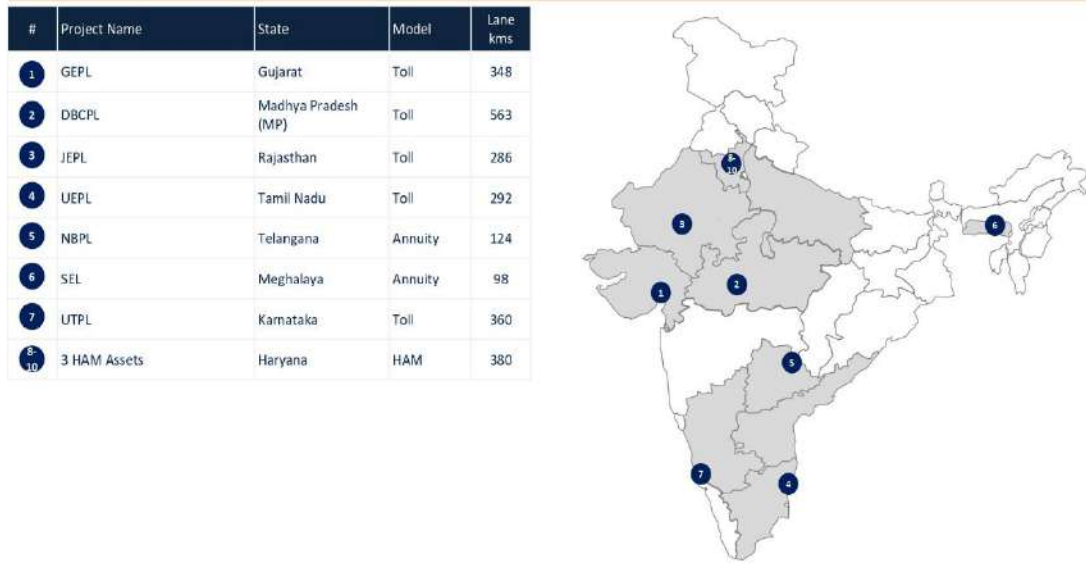 # Project Name State Model Lane kms
1 GEPL Gujarat Toll 348
2 DBCPL Madhya Pradesh (MP) Toll 563
3 JEPL Rajasthan Toll 286
4 UEPL Tamil Nadu Toll 292
5 NBPL Telangana Annuity 124
6 SEL Meghalaya Annuity 98
7 UTPL Karnataka Toll 360
8-10 3 HAM Assets Haryana HAM 380
8-10
3
6
1
2
5
7
4